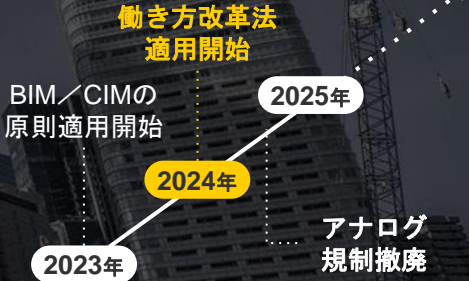 働き方改革法
適用開始
2025年
BIM／CIMの
原則適用開始
2024年
アナログ
規制撤廃
2023年